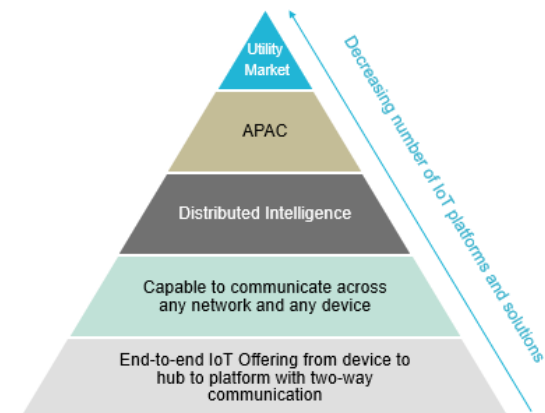 Utility
Market
APAC
Distributed Intelligence
Capable to communicate across
any network and any device
End-to-end IoT Offering from device to
hub to platform with two-way
communication
Decreasing number of IoT platforms and solutions